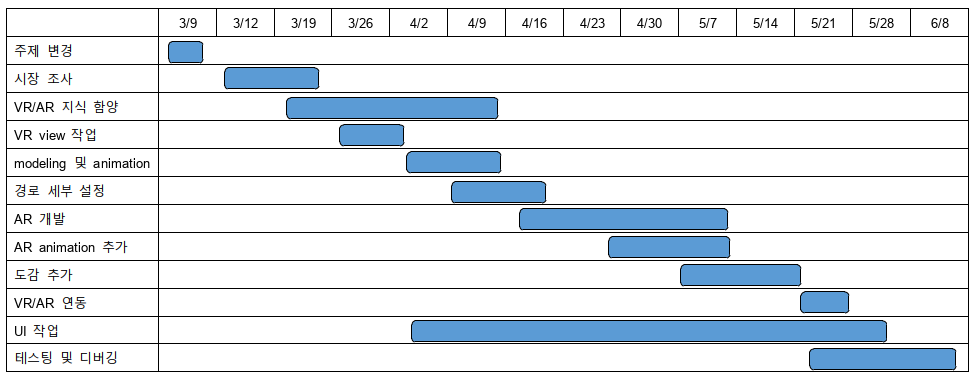 3/9 3/12 3/19 3/26 4/2 4/9 4/16 4/23 4/30 5/7 5/14 5/21 5/28 6/8
주제 변경
시장 조사
VR/AR 지식 함양
VR view 작업
modeling 및 animation
경로 세부 설정
AR 개발
AR animation 추가
도감 추가
VR/AR 연동
UI 작업
테스팅 및 디버깅